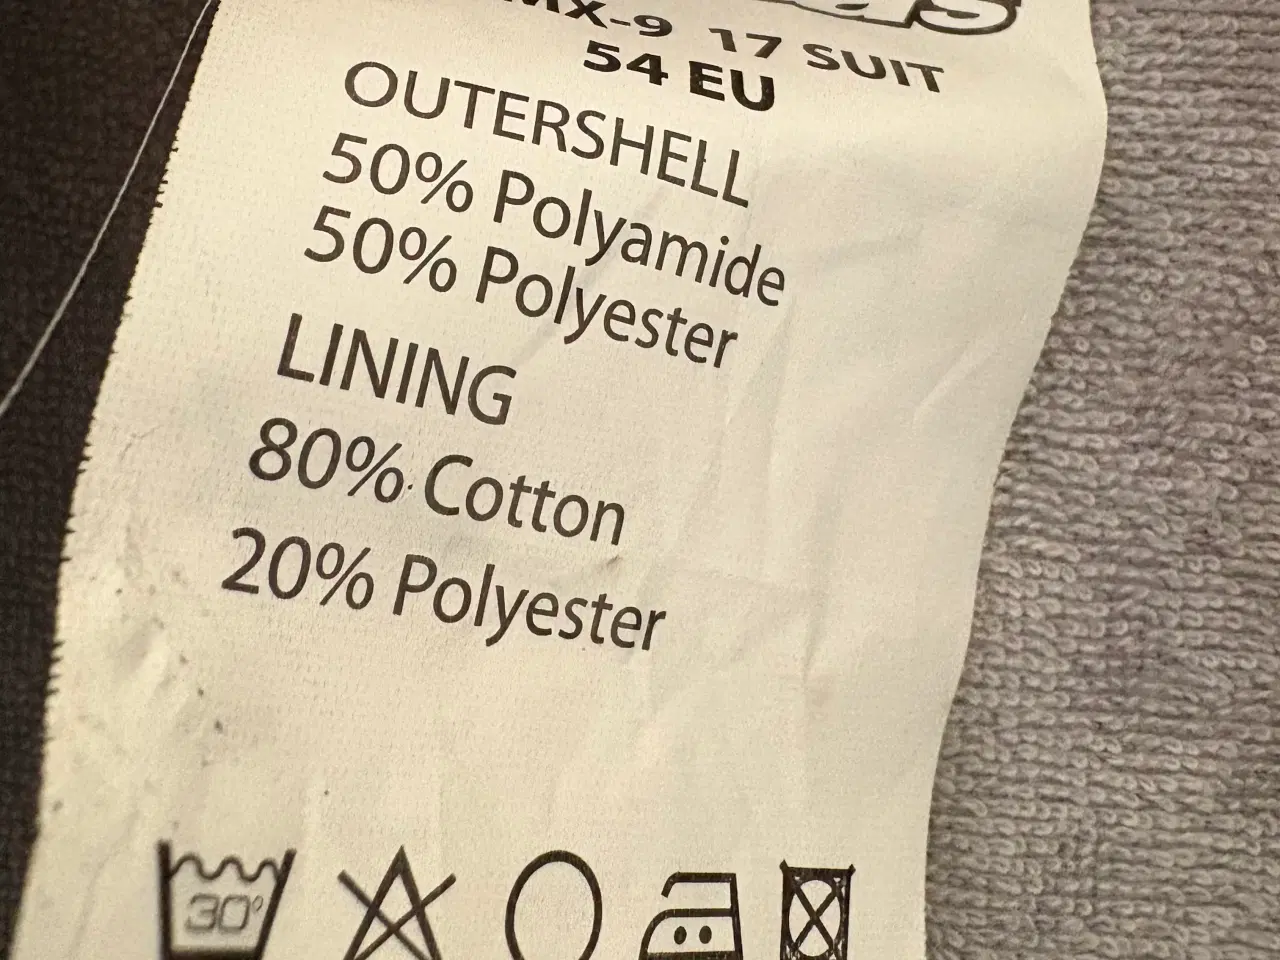 MX-9 17 SUIT
54 EU
OUTERSHELL
50% Polyamide
50% Polyester
LINING
80% Cotton
20% Polyester
30°